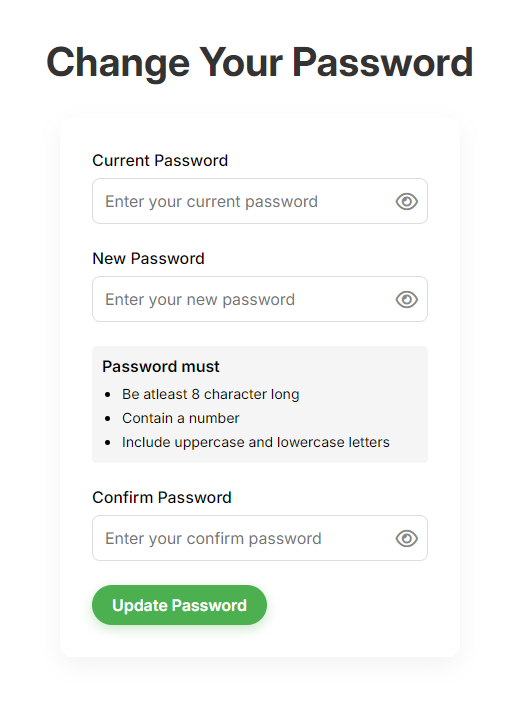 Change Your Password
Current Password
Enter your current password
New Password
Enter your new password
Password must
• Be atleast 8 character long
• Contain a number
• Include uppercase and lowercase letters
Confirm Password
Enter your confirm password
Update Password